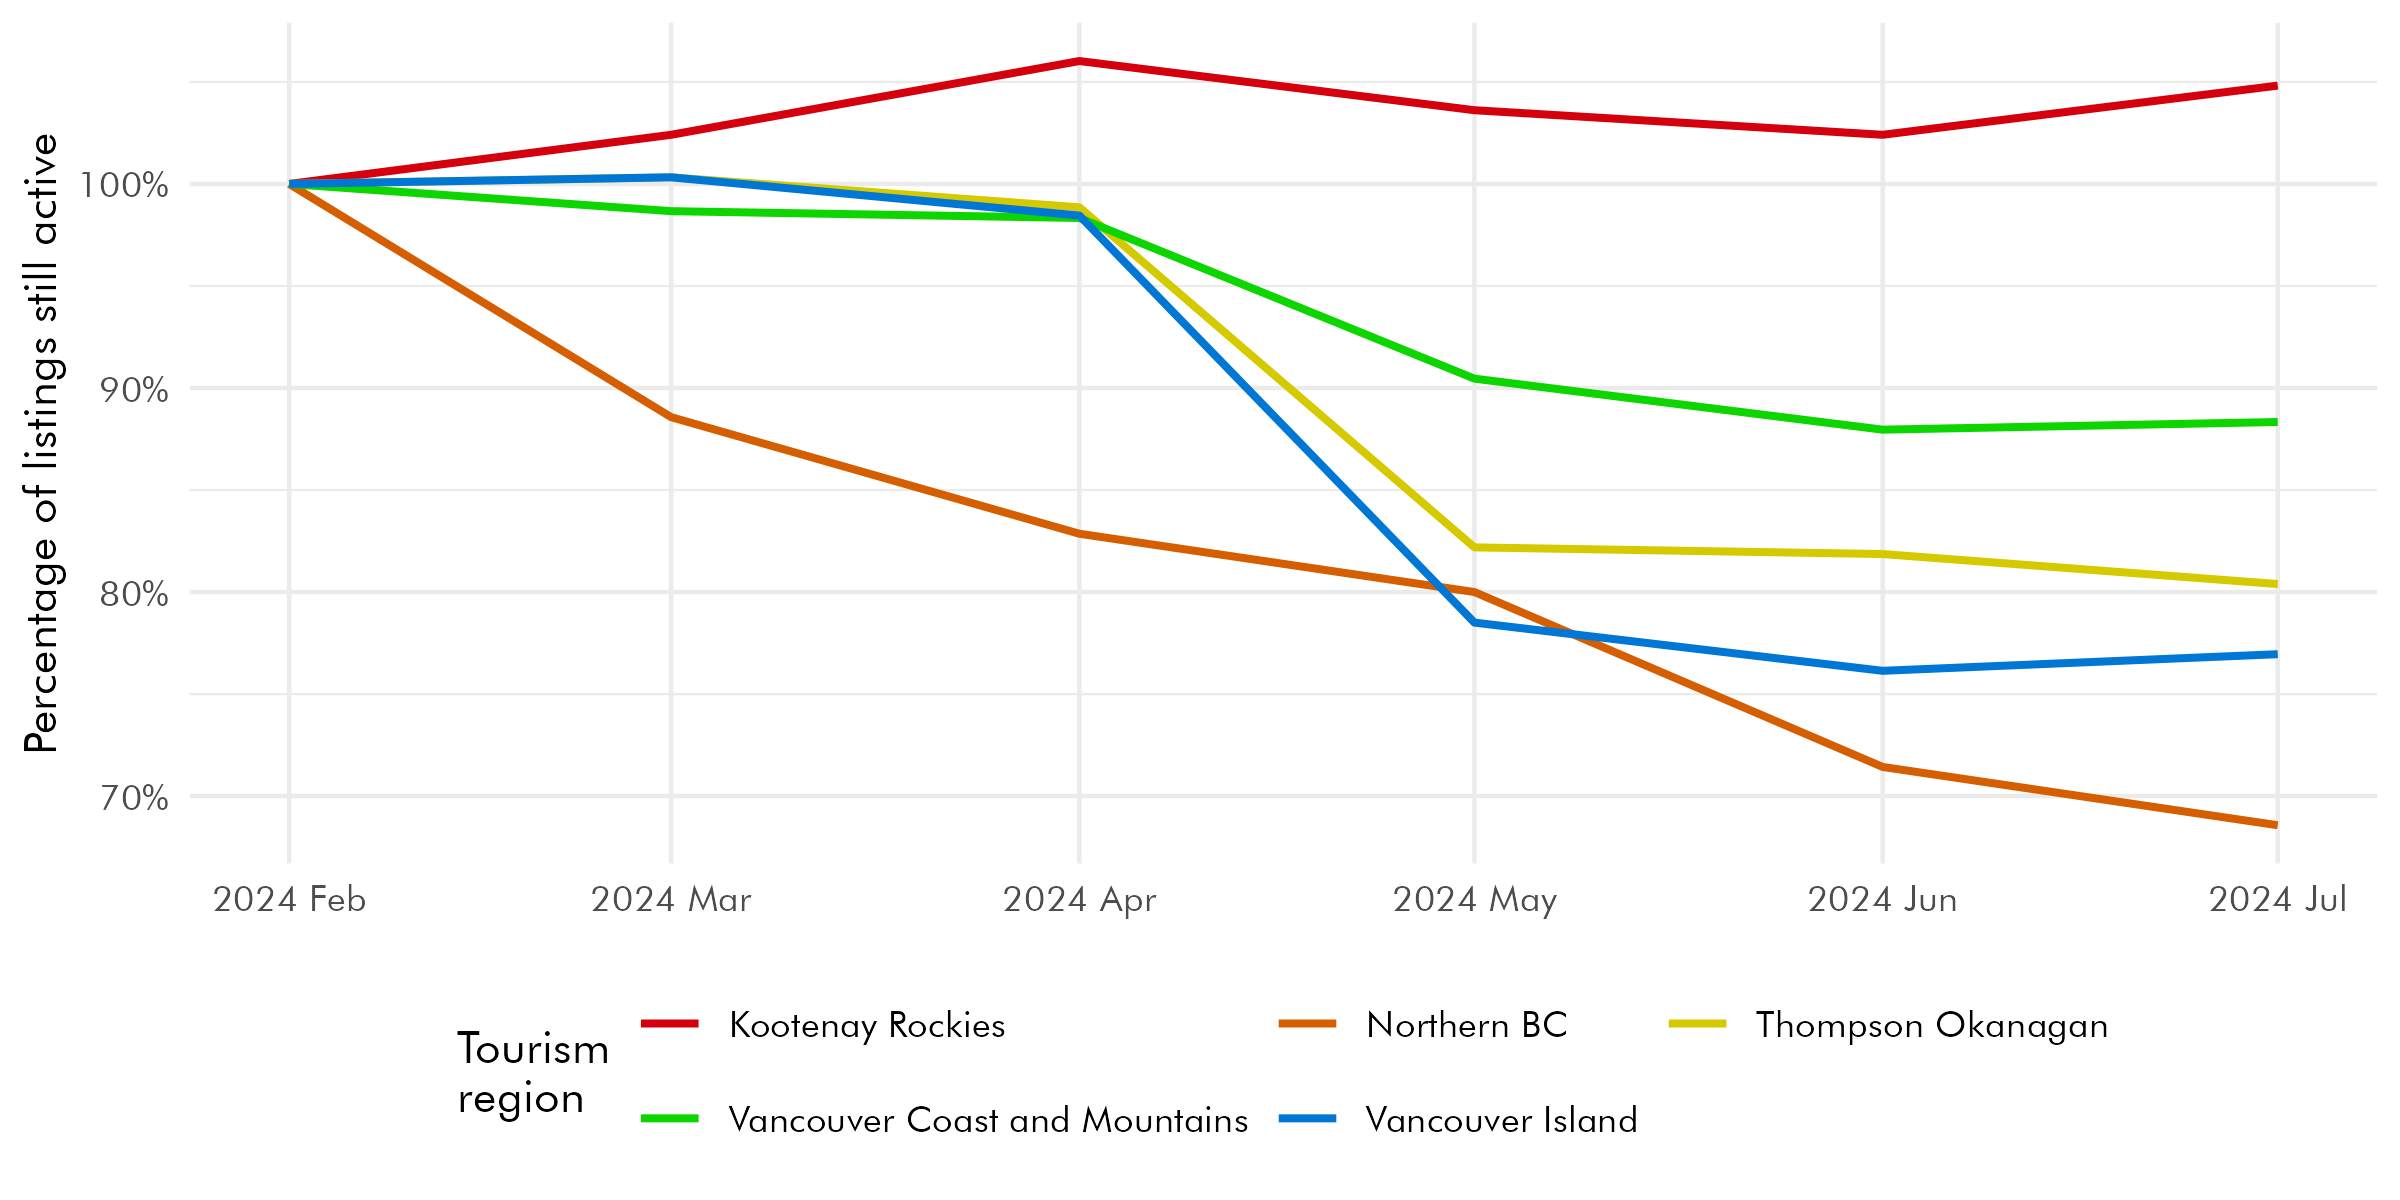 Percentage of listings still active
100%
90%
80%
70%
2024 Feb
2024 Mar
2024 Apr
2024 May
2024 Jun
2024 Jul
Tourism
region
Kootenay Rockies
Northern BC
Thompson Okanagan
Vancouver Coast and Mountains
Vancouver Island